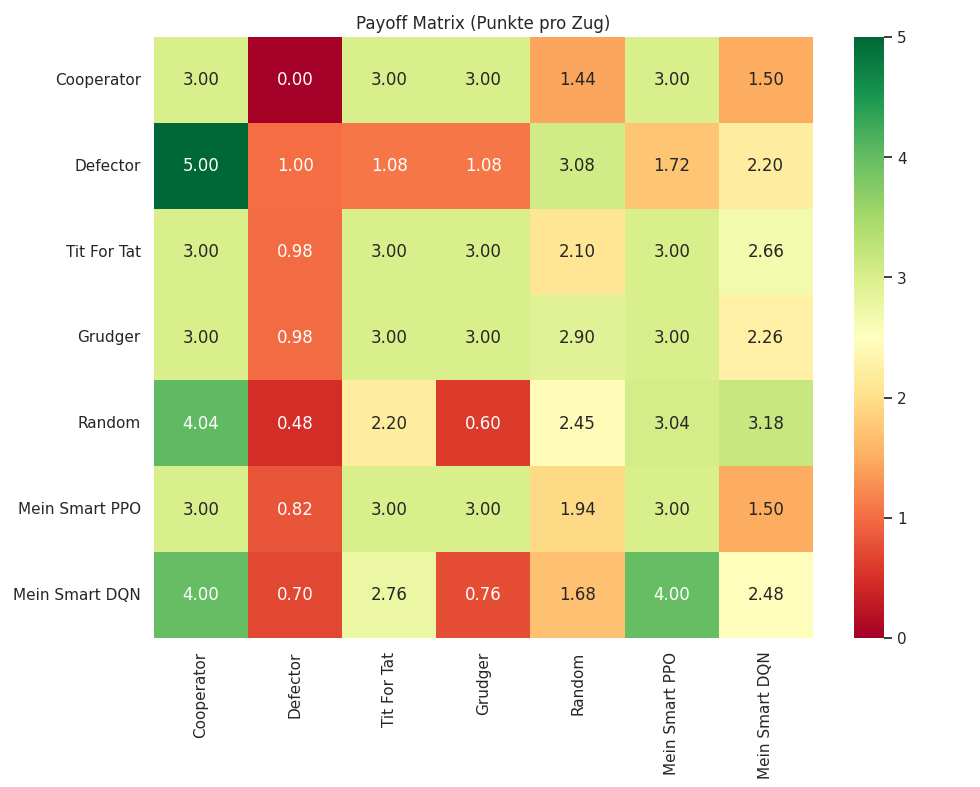 Payoff Matrix (Punkte pro Zug)
Cooperator 3.00 0.00 3.00 3.00 1.44 3.00 1.50
Defector 5.00 1.00 1.08 1.08 3.08 1.72 2.20
Tit For Tat 3.00 0.98 3.00 3.00 2.10 3.00 2.66
Grudger 3.00 0.98 3.00 3.00 2.90 3.00 2.26
Random 4.04 0.48 2.20 0.60 2.45 3.04 3.18
Mein Smart PPO 3.00 0.82 3.00 3.00 1.94 3.00 1.50
Mein Smart DQN 4.00 0.70 2.76 0.76 1.68 4.00 2.48
Cooperator
Defector
Tit For Tat
Grudger
Random
Mein Smart PPO
Mein Smart DQN
5
4
3
2
1
0